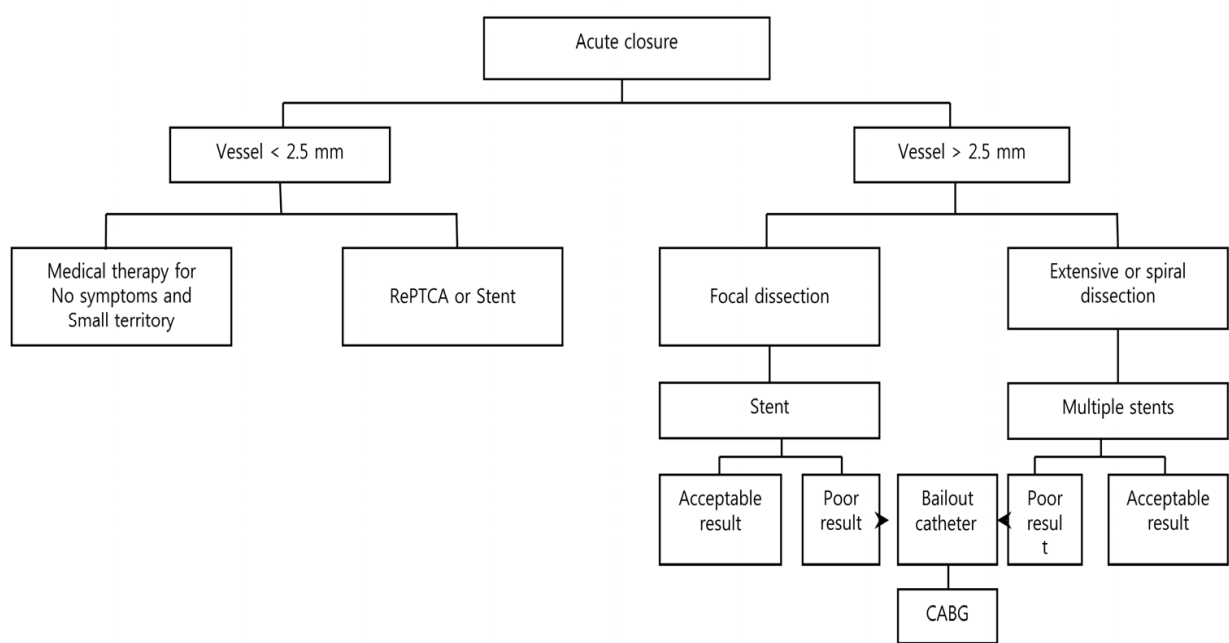 Acute closure
Vessel < 2.5 mm
Vessel > 2.5 mm
Medical therapy for
No symptoms and
Small territory
RePTCA or Stent
Focal dissection
Extensive or spiral
dissection
Stent
Multiple stents
Acceptable
result
Poor
result
Bailout
catheter
Poor
resul
t
Acceptable
result
CABG